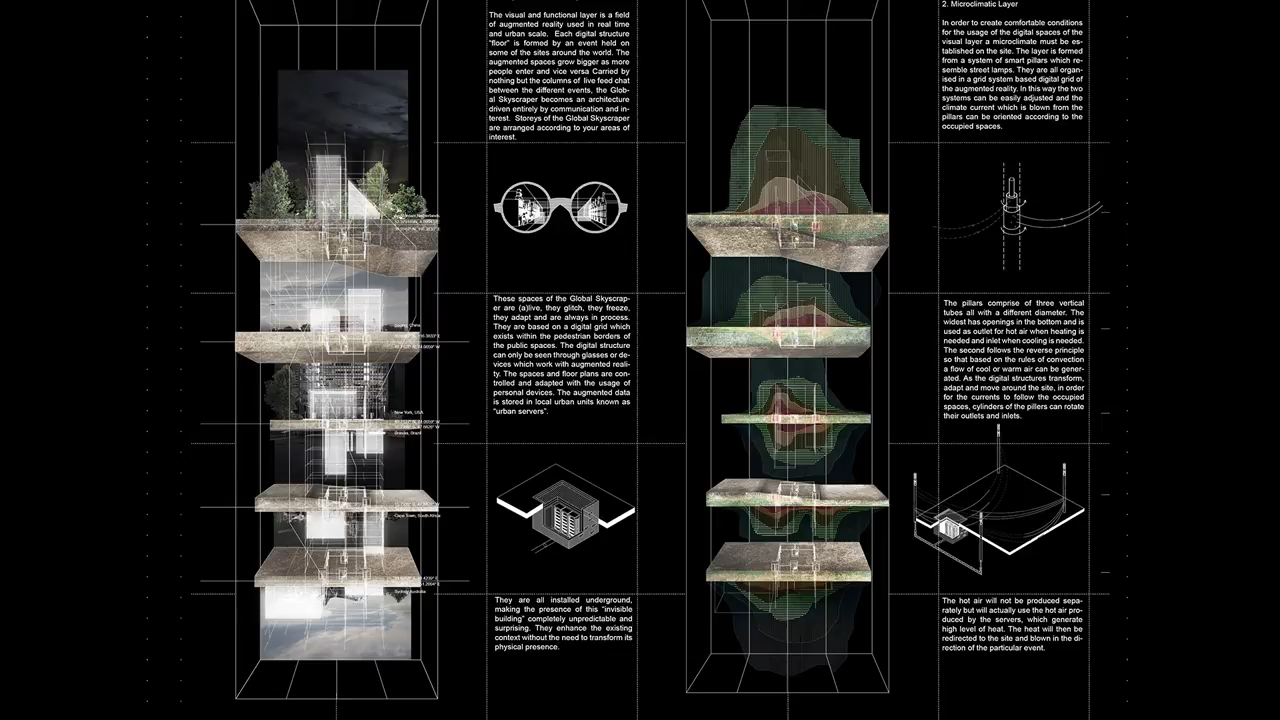 The visual and functional layer is a field
of augmented reality used in real time
and urban scale. Each digital structure
"floor" is formed by an event held on
some of the sites around the world. The
augmented spaces grow bigger as more
people enter and vice versa Carried by
nothing but the columns of live feed chat
between the different events, the Glob-
al Skyscraper becomes an architecture
driven entirely by communication and in-
terest. Storeys of the Global Skyscraper
are arranged according to your areas of
interest.
These spaces of the Global Skyscrap-
er are (a)live, they glitch, they freeze,
they adapt and are always in process.
They are based on a digital grid which
exists within the pedestrian borders of
the public spaces. The digital structure
can only be seen through glasses or de-
vices which work with augmented reali-
ty. The spaces and floor plans are con-
trolled and adapted with the usage of
personal devices. The augmented data
is stored in local urban units known as
"urban servers".
They are all installed underground,
making the presence of this "invisible
building" completely unpredictable and
surprising. They enhance the existing
context without the need to transform its
physical presence.
New York, USA
Brazil
Cape Town, South Africa
Sydney Australia
2. Microclimatic Layer
In order to create comfortable conditions
for the usage of the digital spaces of the
visual layer a microclimate must be es-
tablished on the site. The layer is formed
from a system of smart pillars which re-
semble street lamps. They are all organ-
ised in a grid system based digital grid of
the augmented reality. In this way the two
systems can be easily adjusted and the
climate current which is blown from the
pillars can be oriented according to the
occupied spaces.
The pillars comprise of three vertical
tubes all with a different diameter. The
widest has openings in the bottom and is
used as outlet for hot air when heating is
needed and inlet when cooling is needed.
The second follows the reverse principle
so that based on the rules of convection
a flow of cool or warm air can be gener-
ated. As the digital structures transform,
adapt and move around the site, in order
for the currents to follow the occupied
spaces, cylinders of the pillars can rotate
their outlets and inlets.
The hot air will not be produced sepa-
rately but will actually use the hot air pro-
duced by the servers, which generate
high level of heat. The heat will then be
redirected to the site and blown in the di-
rection of the particular event.